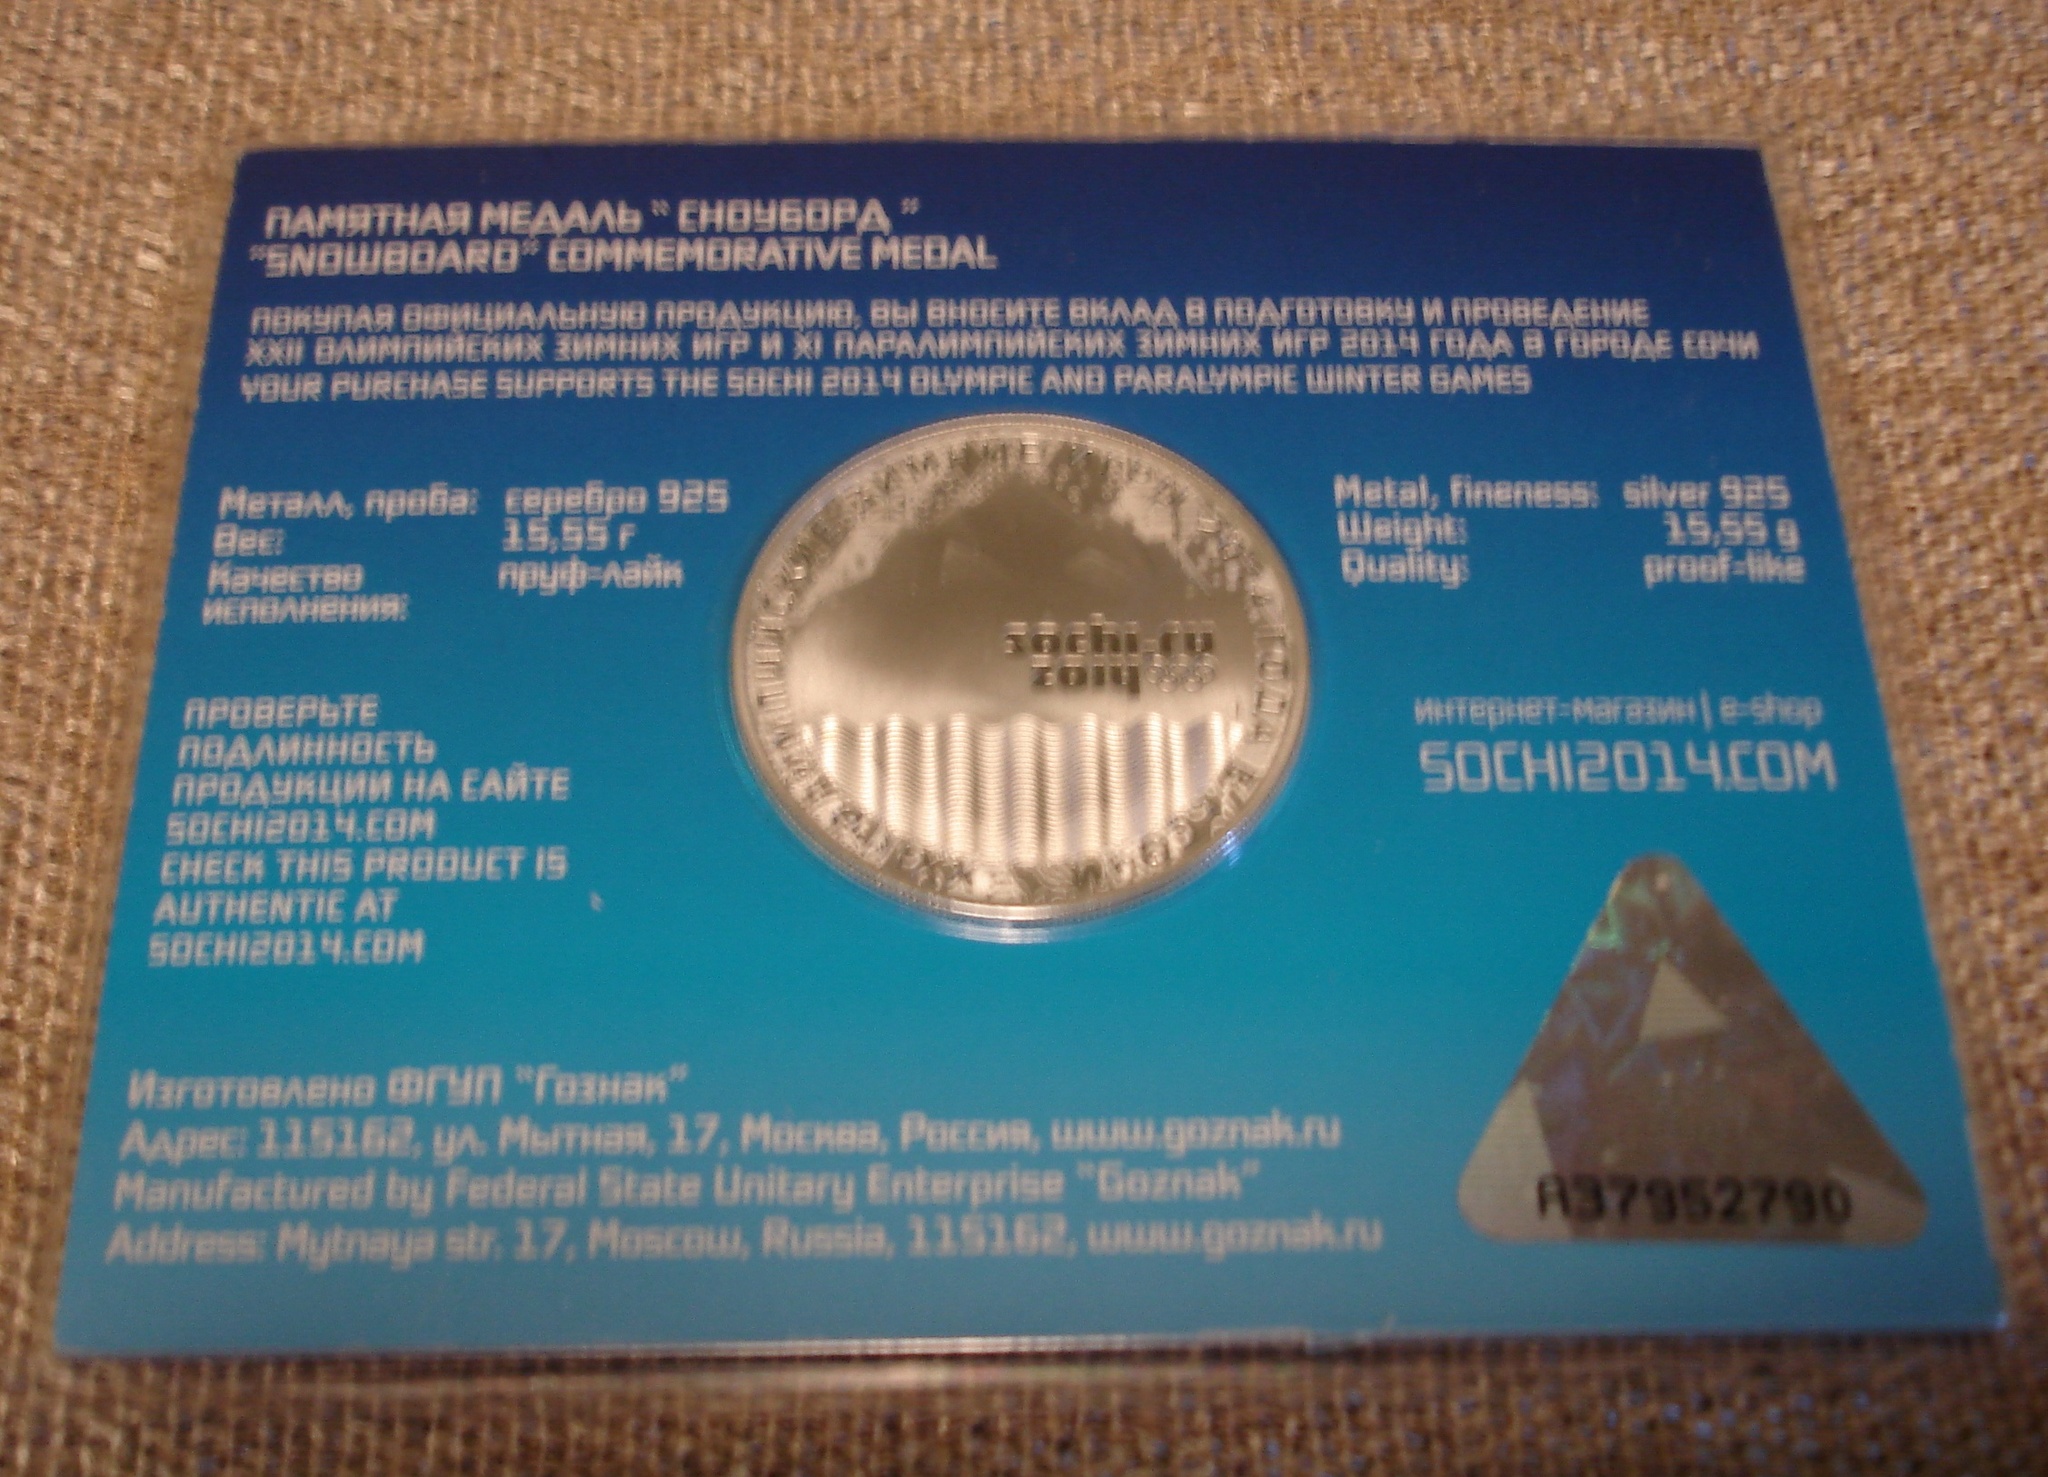 ПАМЯТНАЯ МЕДАЛЬ " СНОУБОРД "
"SNOWBOARD" COMMEMORATIVE MEDAL
ПОКУПАЯ ОФИЦИАЛЬНУЮ ПРОДУКЦИЮ, ВЫ ВНОСИТЕ ВКЛАД В ПОДГОТОВКУ И ПРОВЕДЕНИЕ
XXII ОЛИМПИЙСКИХ ЗИМНИХ ИГР И XI ПАРАЛИМПИЙСКИХ ЗИМНИХ ИГР 2014 ГОДА В ГОРОДЕ СОЧИ
YOUR PURCHASE SUPPORTS THE SOCHI 2014 OLYMPIC AND PARALYMPIC WINTER GAMES
Металл, проба: серебро 925
Вес: 15,55 г
Качество пруф-лайк
исполнения:
sochi.ru
2014
Metal, fineness: silver 925
Weight: 15,55 g
Quality: proof-like
ПРОВЕРЬТЕ
ПОДЛИННОСТЬ
ПРОДУКЦИИ НА САЙТЕ
SOCHI2014.COM
CHECK THIS PRODUCT IS
AUTHENTIC AT
SOCHI2014.COM
интернет-магазин | e-shop
SOCHI2014.COM
Изготовлено ФГУП "Гознак"
Адрес: 115162, ул. Мытная, 17, Москва, Россия, www.goznak.ru
Manufactured by Federal State Unitary Enterprise "Goznak"
Address: Mytnaya str. 17, Moscow, Russia, 115162, www.goznak.ru
A37952790